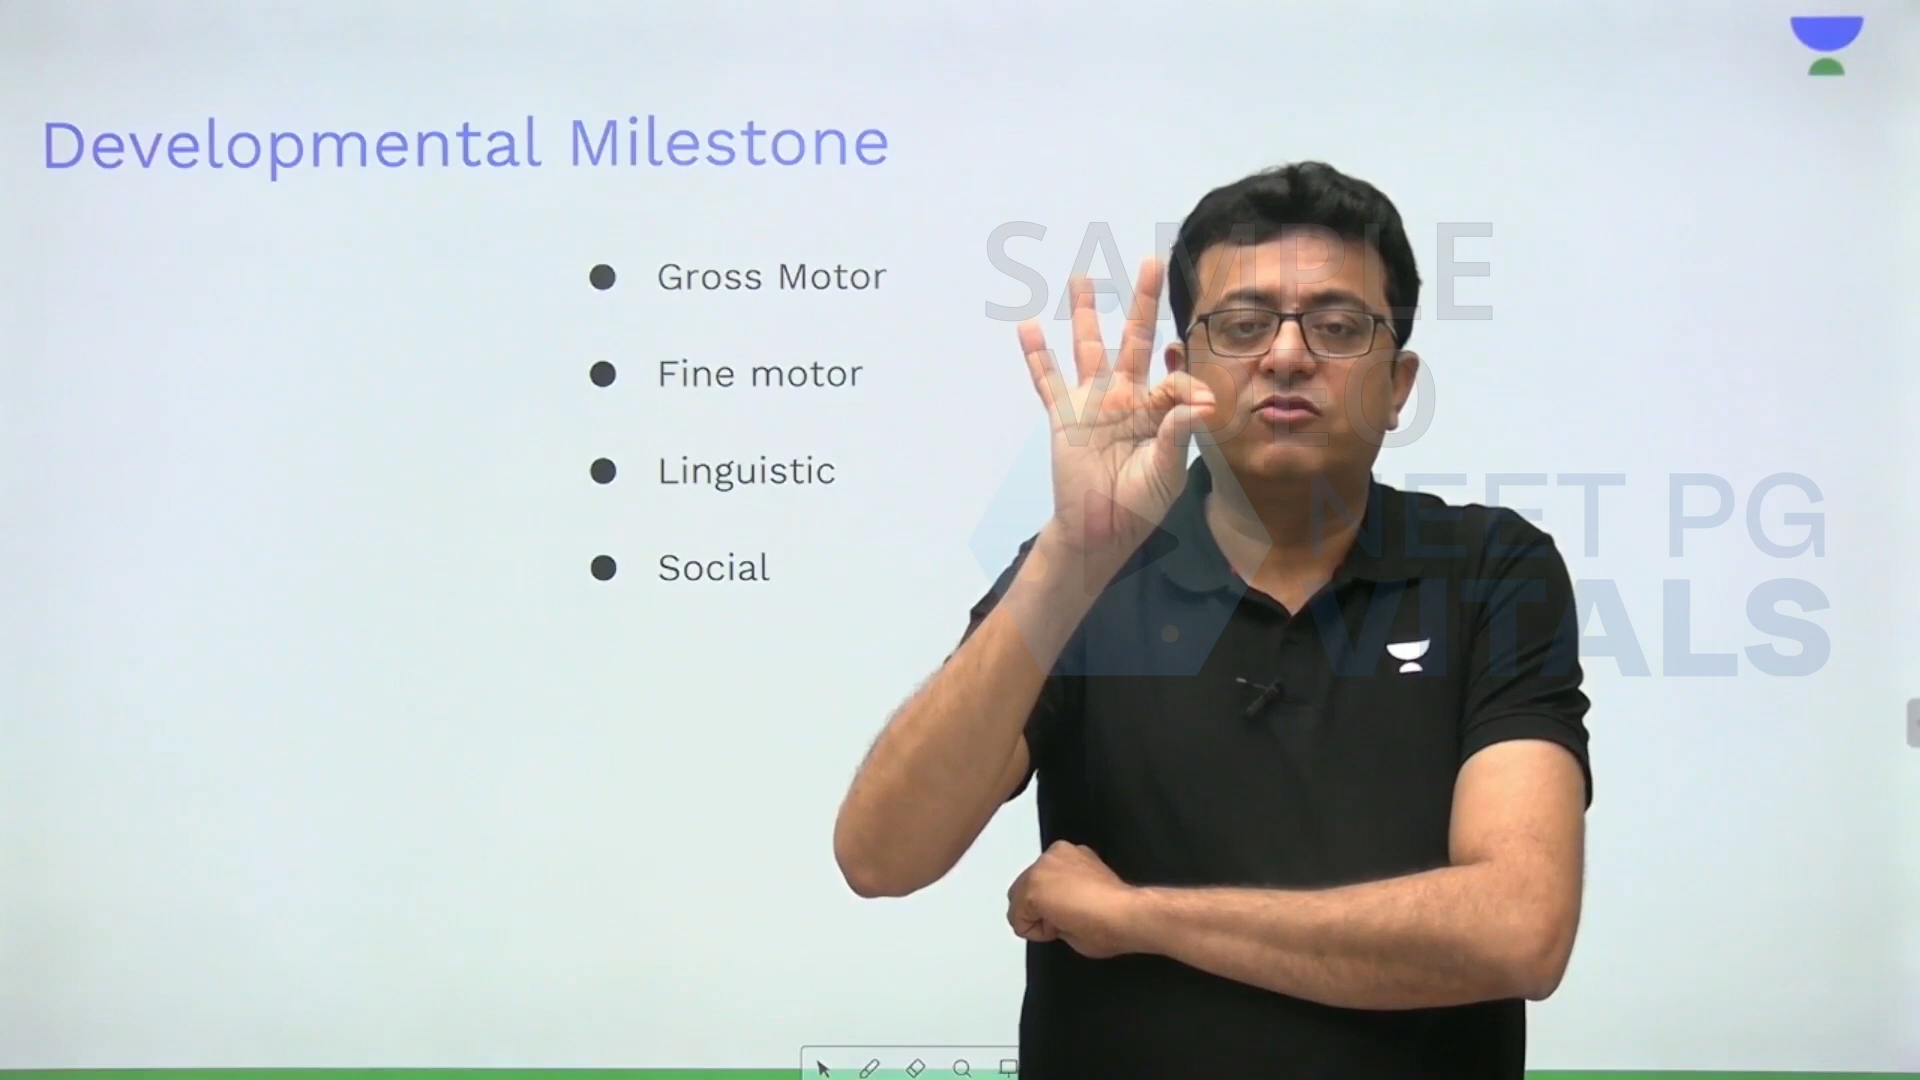 Developmental Milestone
Gross Motor
Fine motor
Linguistic
Social
SAMPLE
VIDEO
NEET PG
VITALS